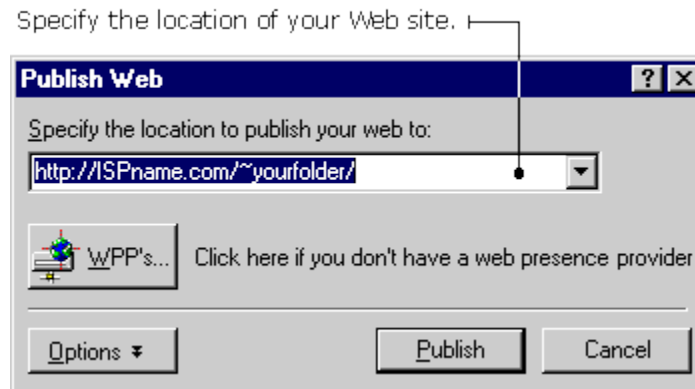 Specify the location of your Web site.
Publish Web
Specify the location to publish your web to:
http://ISPname.com/~yourfolder/
WPP's... Click here if you don't have a web presence provider
Options Publish Cancel